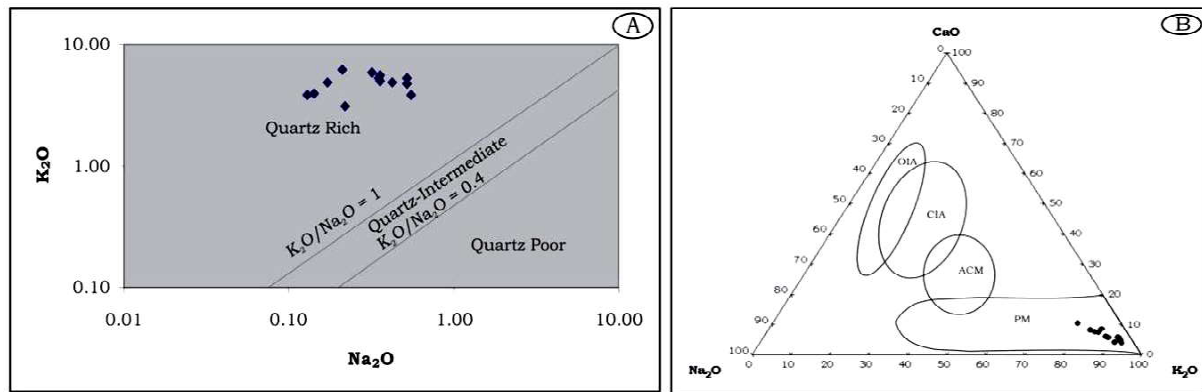 A
10.00
1.00
0.10
K₂O
Quartz Rich
K₂O/Na₂O = 1
Quartz-Intermediate
K₂O/Na₂O = 0.4
Quartz Poor
0.01 0.10 1.00 10.00
Na₂O
B
CaO
0 100
10 90
20 80
30 70
40 60
50 50
60 40
70 30
80 20
90 10
100 0
OIA
CIA
ACM
PM
0 10 20 30 40 50 60 70 80 90 100
Na₂O K₂O